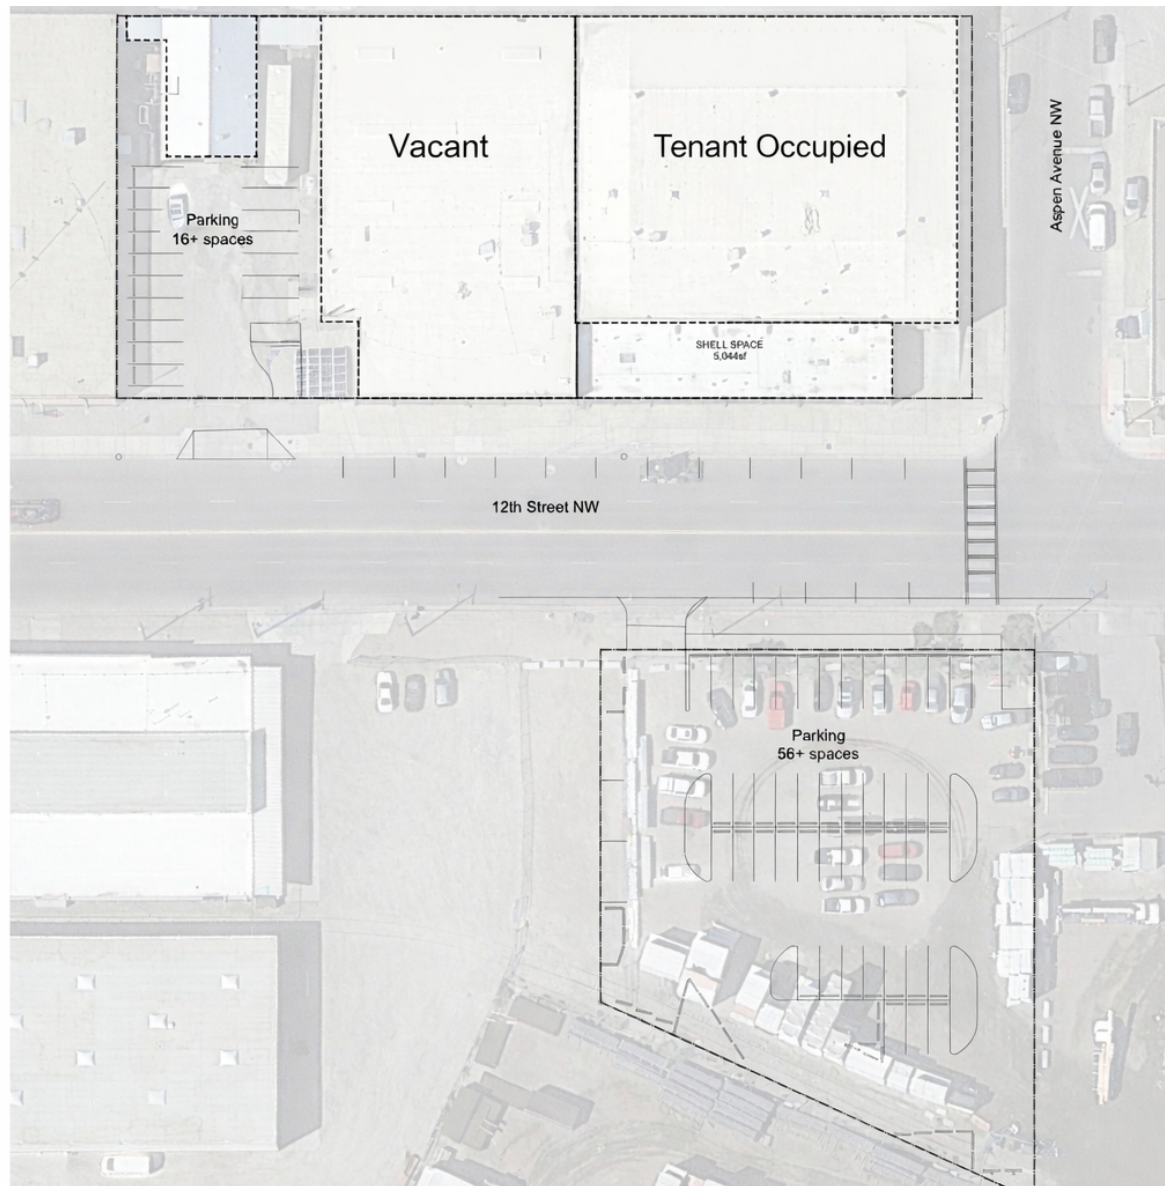 Vacant
Tenant Occupied
Aspen Avenue NW
Parking
16+ spaces
SHELL SPACE
5,044sf
12th Street NW
Parking
56+ spaces